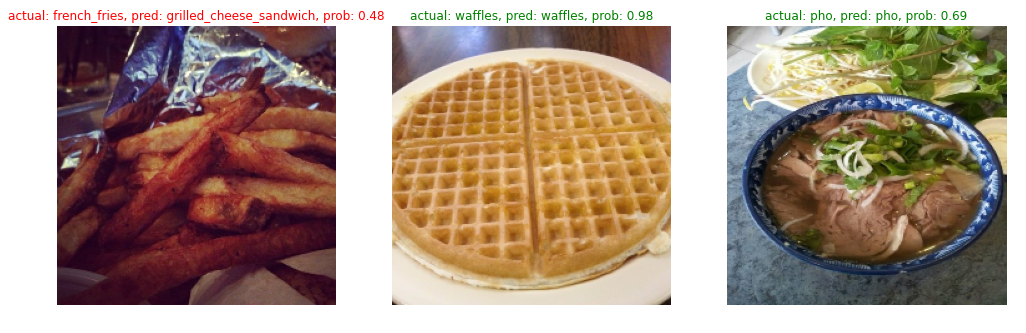 actual: french_fries, pred: grilled_cheese_sandwich, prob: 0.48
actual: waffles, pred: waffles, prob: 0.98
actual: pho, pred: pho, prob: 0.69